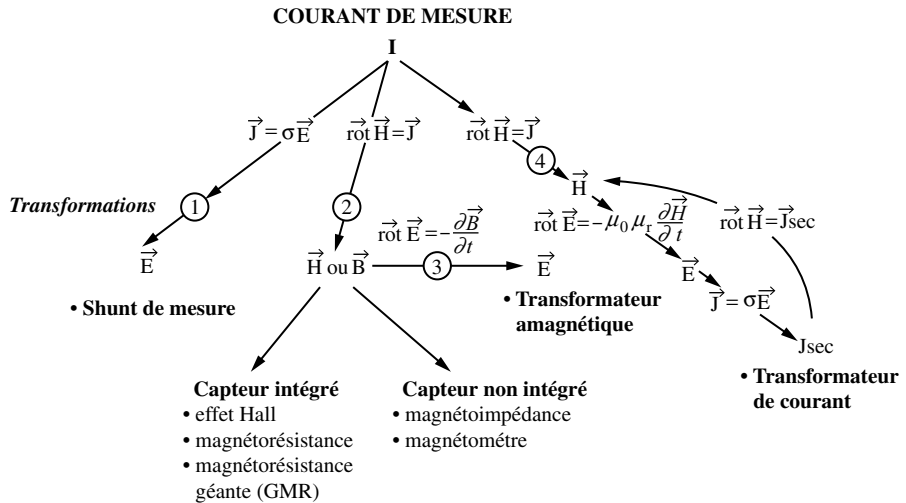 COURANT DE MESURE
I
J⃗ = σE⃗
rot⃗ H⃗ = J⃗
rot⃗ H⃗ = J⃗
4
H⃗
Transformations
1
2
rot⃗ E⃗ = -∂B⃗/∂t
rot⃗ E⃗ = -μ₀ μr ∂H⃗/∂t
rot⃗ H⃗ = J⃗sec
E⃗
H⃗ ou B⃗
3
E⃗
E⃗
• Shunt de mesure
• Transformateur
amagnétique
J⃗ = σE⃗
Jsec
• Transformateur
de courant
Capteur intégré
• effet Hall
• magnétorésistance
• magnétorésistance
géante (GMR)
Capteur non intégré
• magnétoimpédance
• magnétométre